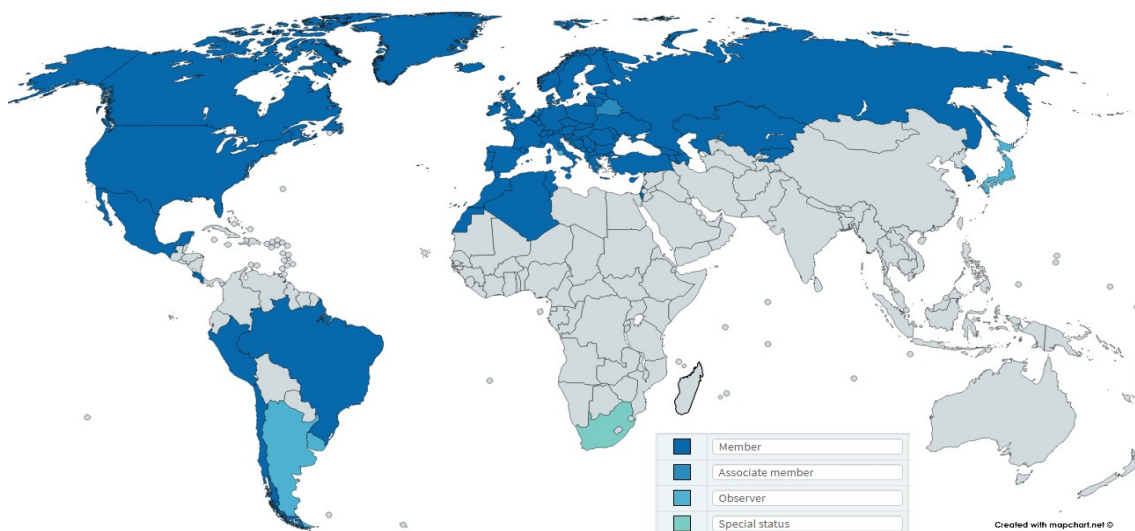 Member
Associate member
Observer
Special status
Created with mapchart.net ©